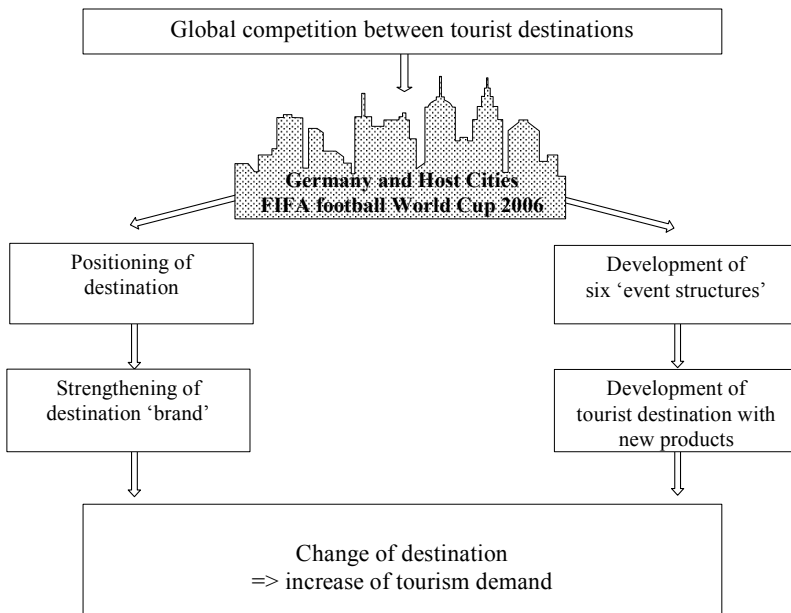 Global competition between tourist destinations
Germany and Host Cities
FIFA football World Cup 2006
Positioning of
destination
Development of
six ‘event structures’
Strengthening of
destination ‘brand’
Development of
tourist destination with
new products
Change of destination
=> increase of tourism demand